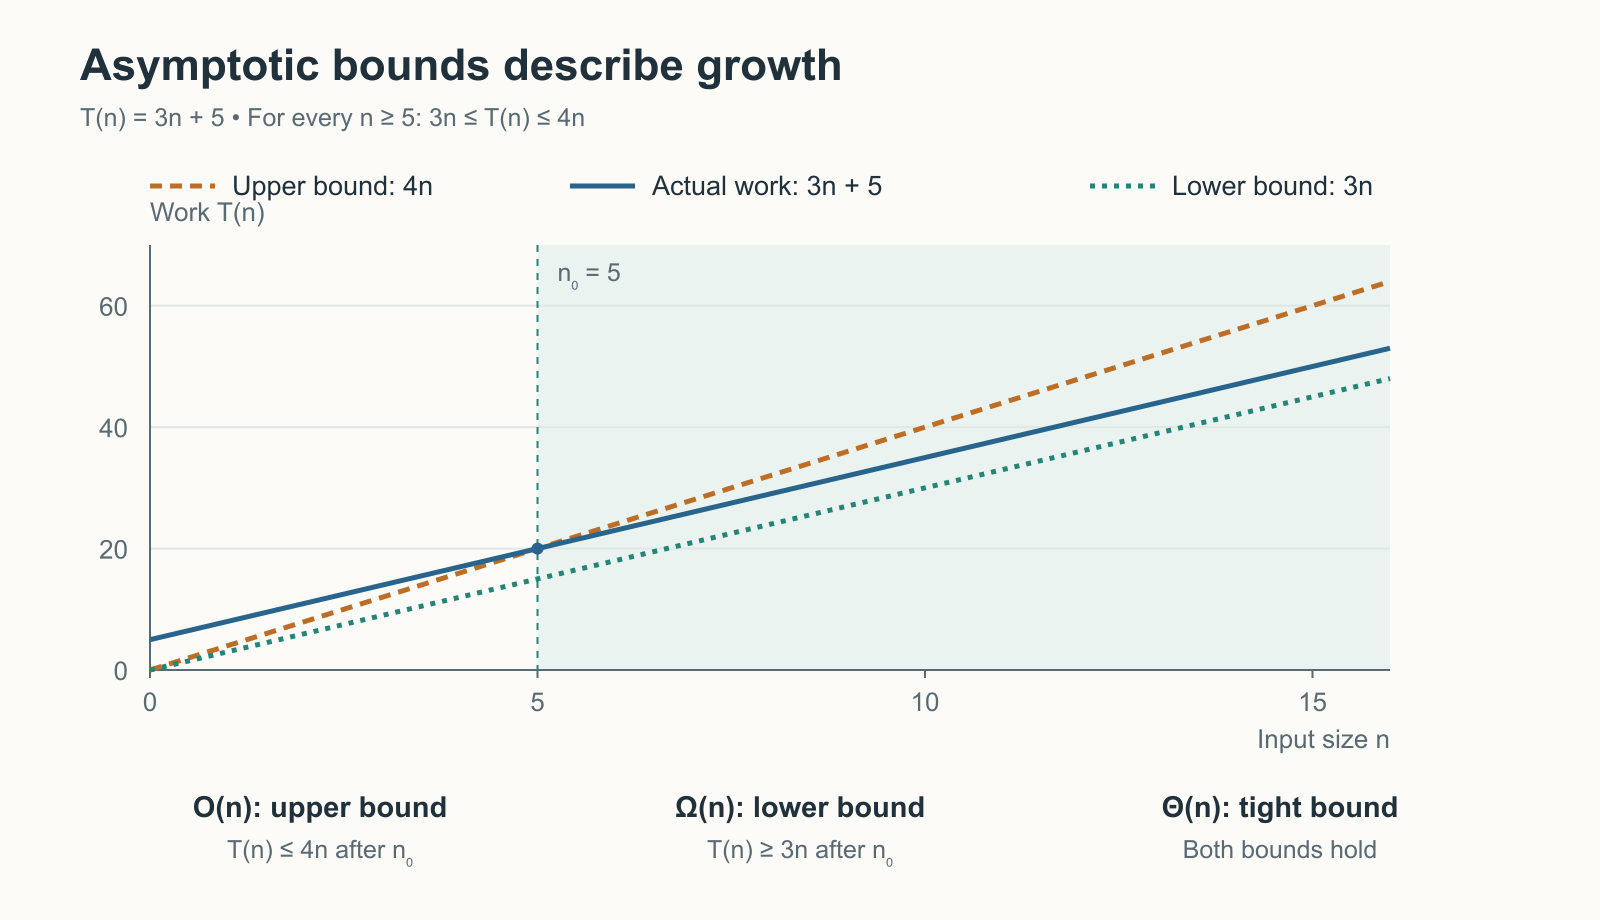 Asymptotic bounds describe growth
T(n) = 3n + 5 • For every n ≥ 5: 3n ≤ T(n) ≤ 4n
Upper bound: 4n
Actual work: 3n + 5
Lower bound: 3n
Work T(n)
n₀ = 5
60
40
20
0
0
5
10
15
Input size n
O(n): upper bound
T(n) ≤ 4n after n₀
Ω(n): lower bound
T(n) ≥ 3n after n₀
Θ(n): tight bound
Both bounds hold